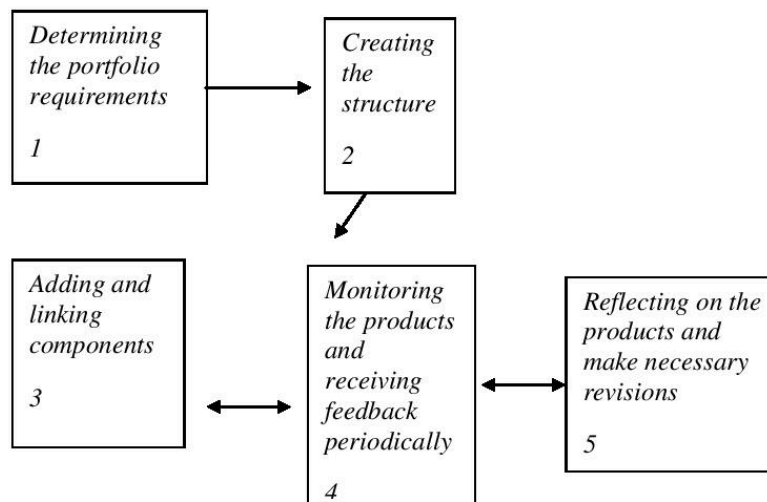 Determining
the portfolio
requirements
1
Creating
the
structure
2
Adding and
linking
components
3
Monitoring
the products
and
receiving
feedback
periodically
4
Reflecting on the
products and
make necessary
revisions
5